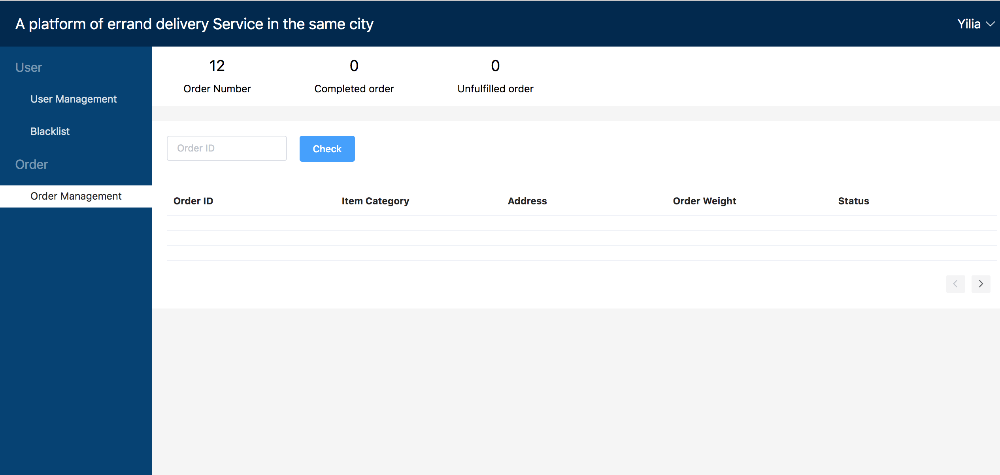 A platform of errand delivery Service in the same city
Yilia
User
User Management
Blacklist
Order
Order Management
12
0
0
Order Number
Completed order
Unfulfilled order
Order ID
Check
Order ID
Item Category
Address
Order Weight
Status